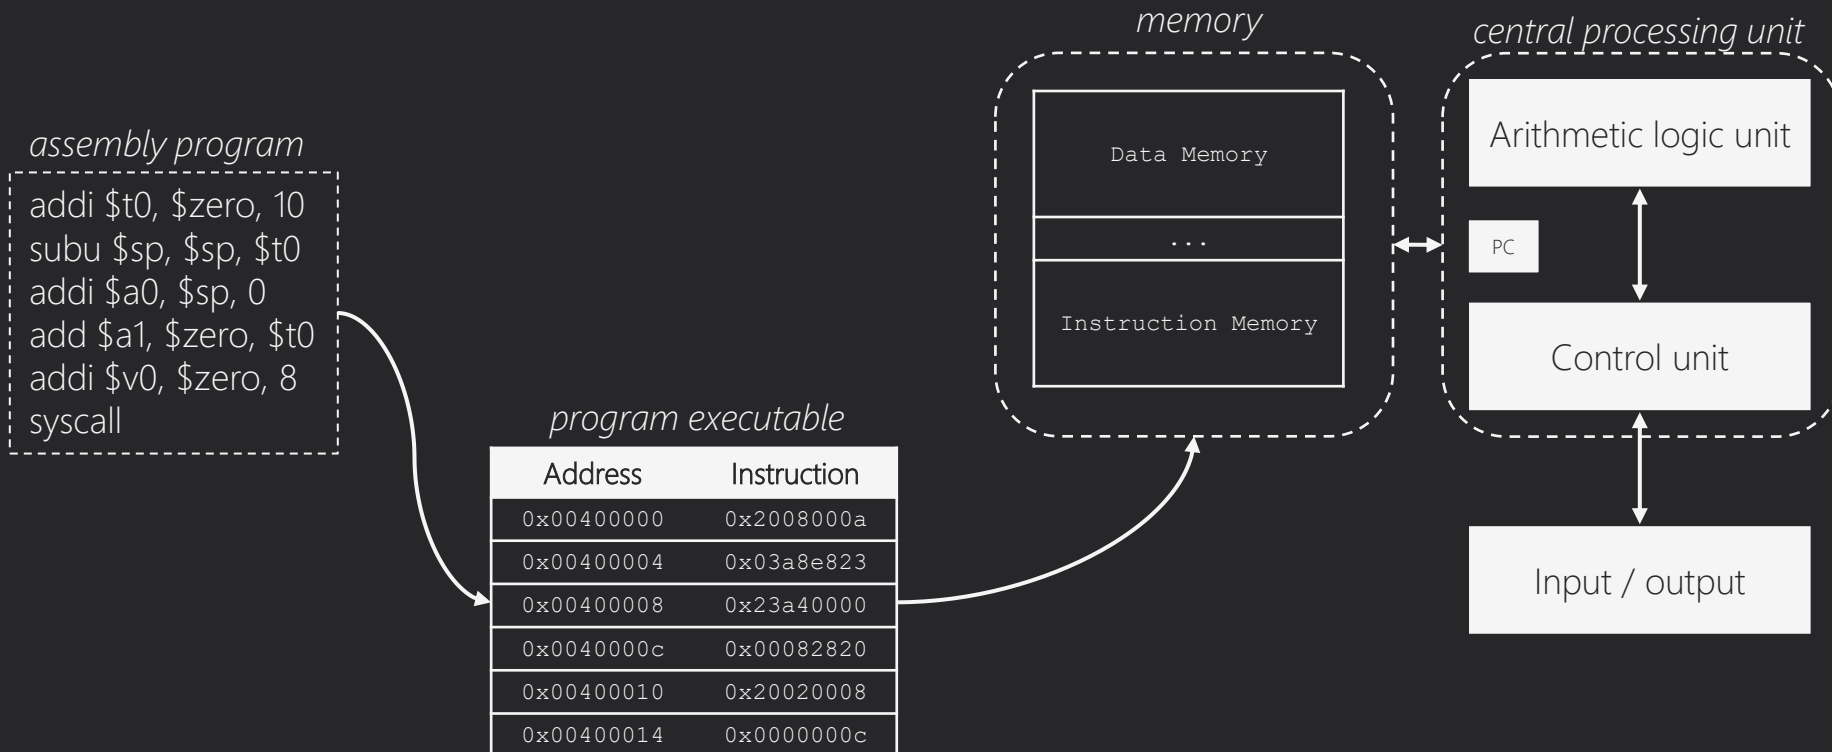 assembly program
addi $t0, $zero, 10
subu $sp, $sp, $t0
addi $a0, $sp, 0
add $a1, $zero, $t0
addi $v0, $zero, 8
syscall
program executable
Address Instruction
0x00400000 0x2008000a
0x00400004 0x03a8e823
0x00400008 0x23a40000
0x0040000c 0x00082820
0x00400010 0x20020008
0x00400014 0x0000000c
memory
Data Memory
...
Instruction Memory
central processing unit
Arithmetic logic unit
PC
Control unit
Input / output